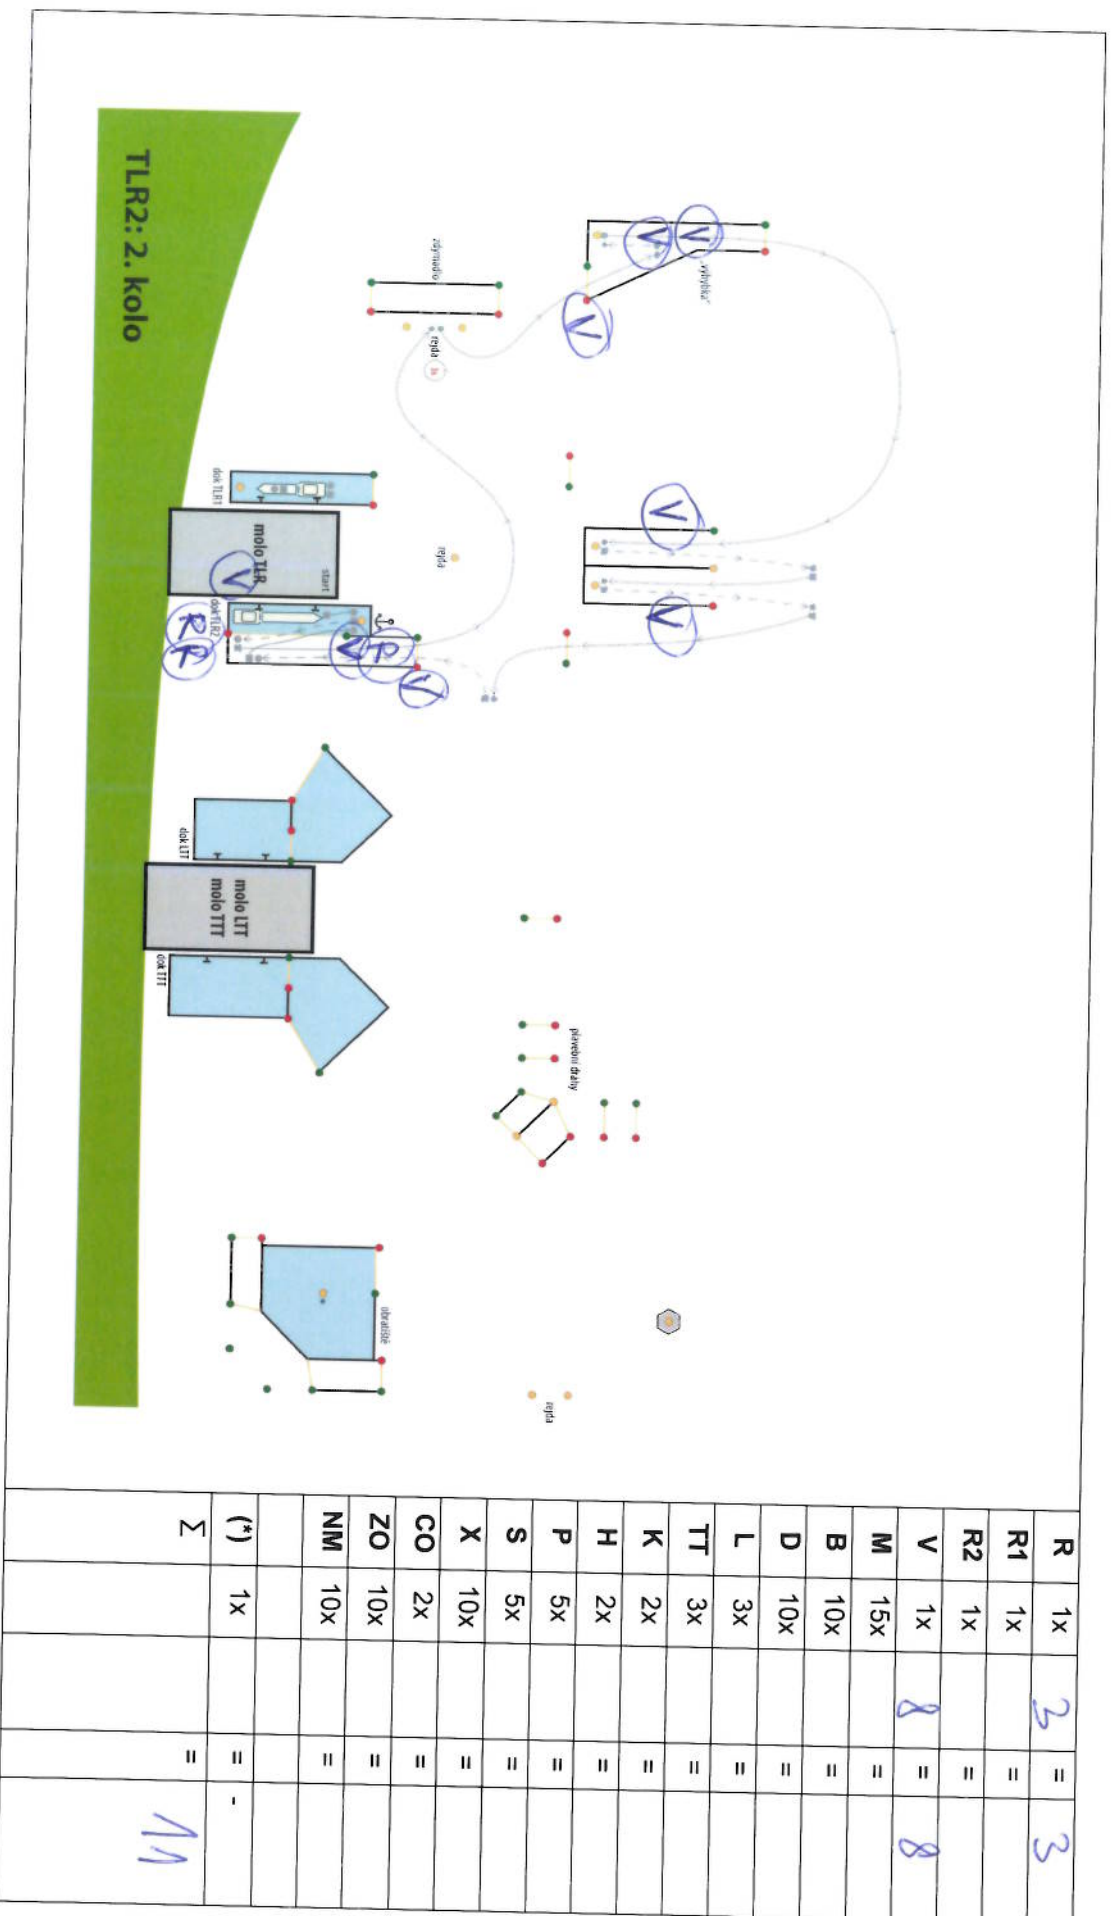 TLR2: 2. kolo
zdymadlo
rejda 3x
„výhybka"
V
V
V
dok TLR1
molo TLR
start
V
dok TLR2
R
R
V
R
V
rejda
V
V
dok LTT
molo LTT
molo TTT
dok TTT
plavební dráhy
obratiště
rejda
R 1x 3 = 3
R1 1x =
R2 1x =
V 1x 8 = 8
M 15x =
B 10x =
D 10x =
L 3x =
TT 3x =
K 2x =
H 2x =
P 5x =
S 5x =
X 10x =
CO 2x =
ZO 10x =
NM 10x =
(*) 1x = -
Σ = 11